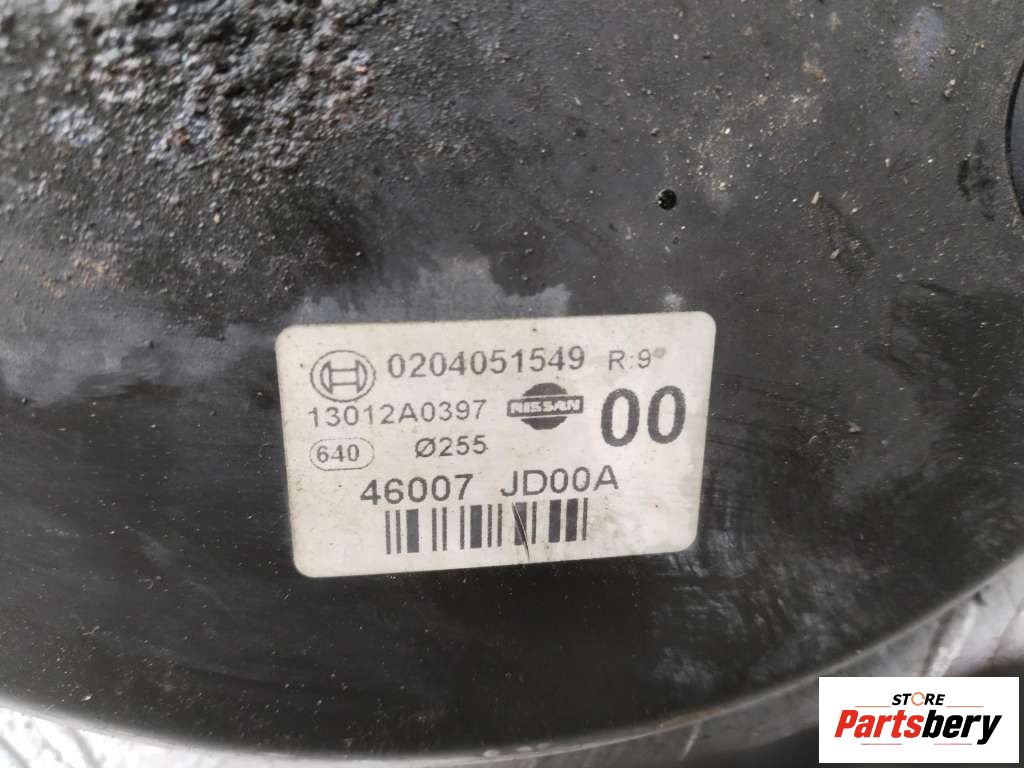 0204051549 R:9
13012A0397 NISSAN 00
640 Ø255
46007 JD00A
STORE
Partsbery